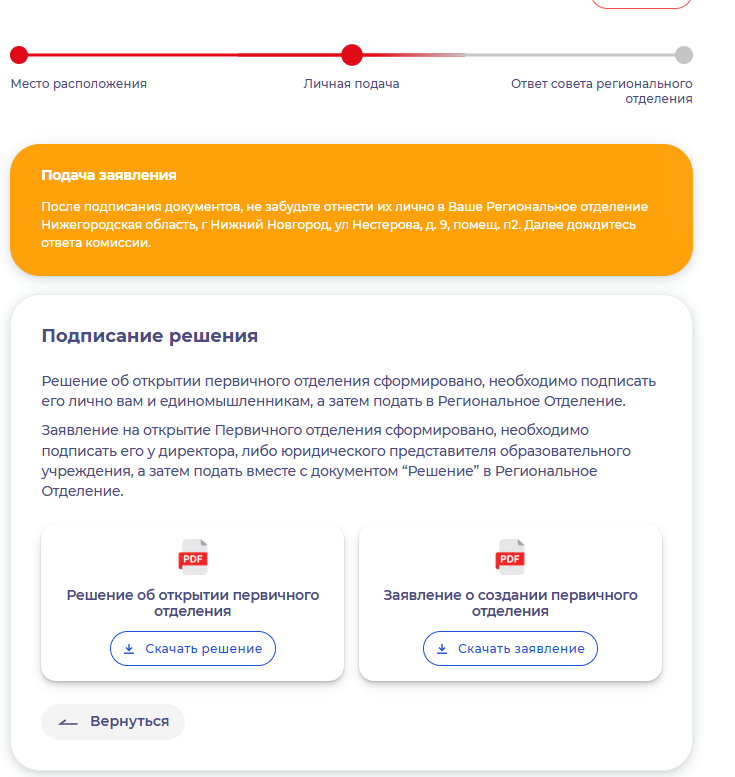 Место расположения
Личная подача
Ответ совета регионального
отделения
Подача заявления
После подписания документов, не забудьте отнести их лично в Ваше Региональное отделение
Нижегородская область, г Нижний Новгород, ул Нестерова, д. 9, помещ. п2. Далее дождитесь
ответа комиссии.
Подписание решения
Решение об открытии первичного отделения сформировано, необходимо подписать
его лично вам и единомышленникам, а затем подать в Региональное Отделение.
Заявление на открытие Первичного отделения сформировано, необходимо
подписать его у директора, либо юридического представителя образовательного
учреждения, а затем подать вместе с документом “Решение” в Региональное
Отделение.
PDF
Решение об открытии первичного
отделения
Скачать решение
PDF
Заявление о создании первичного
отделения
Скачать заявление
Вернуться